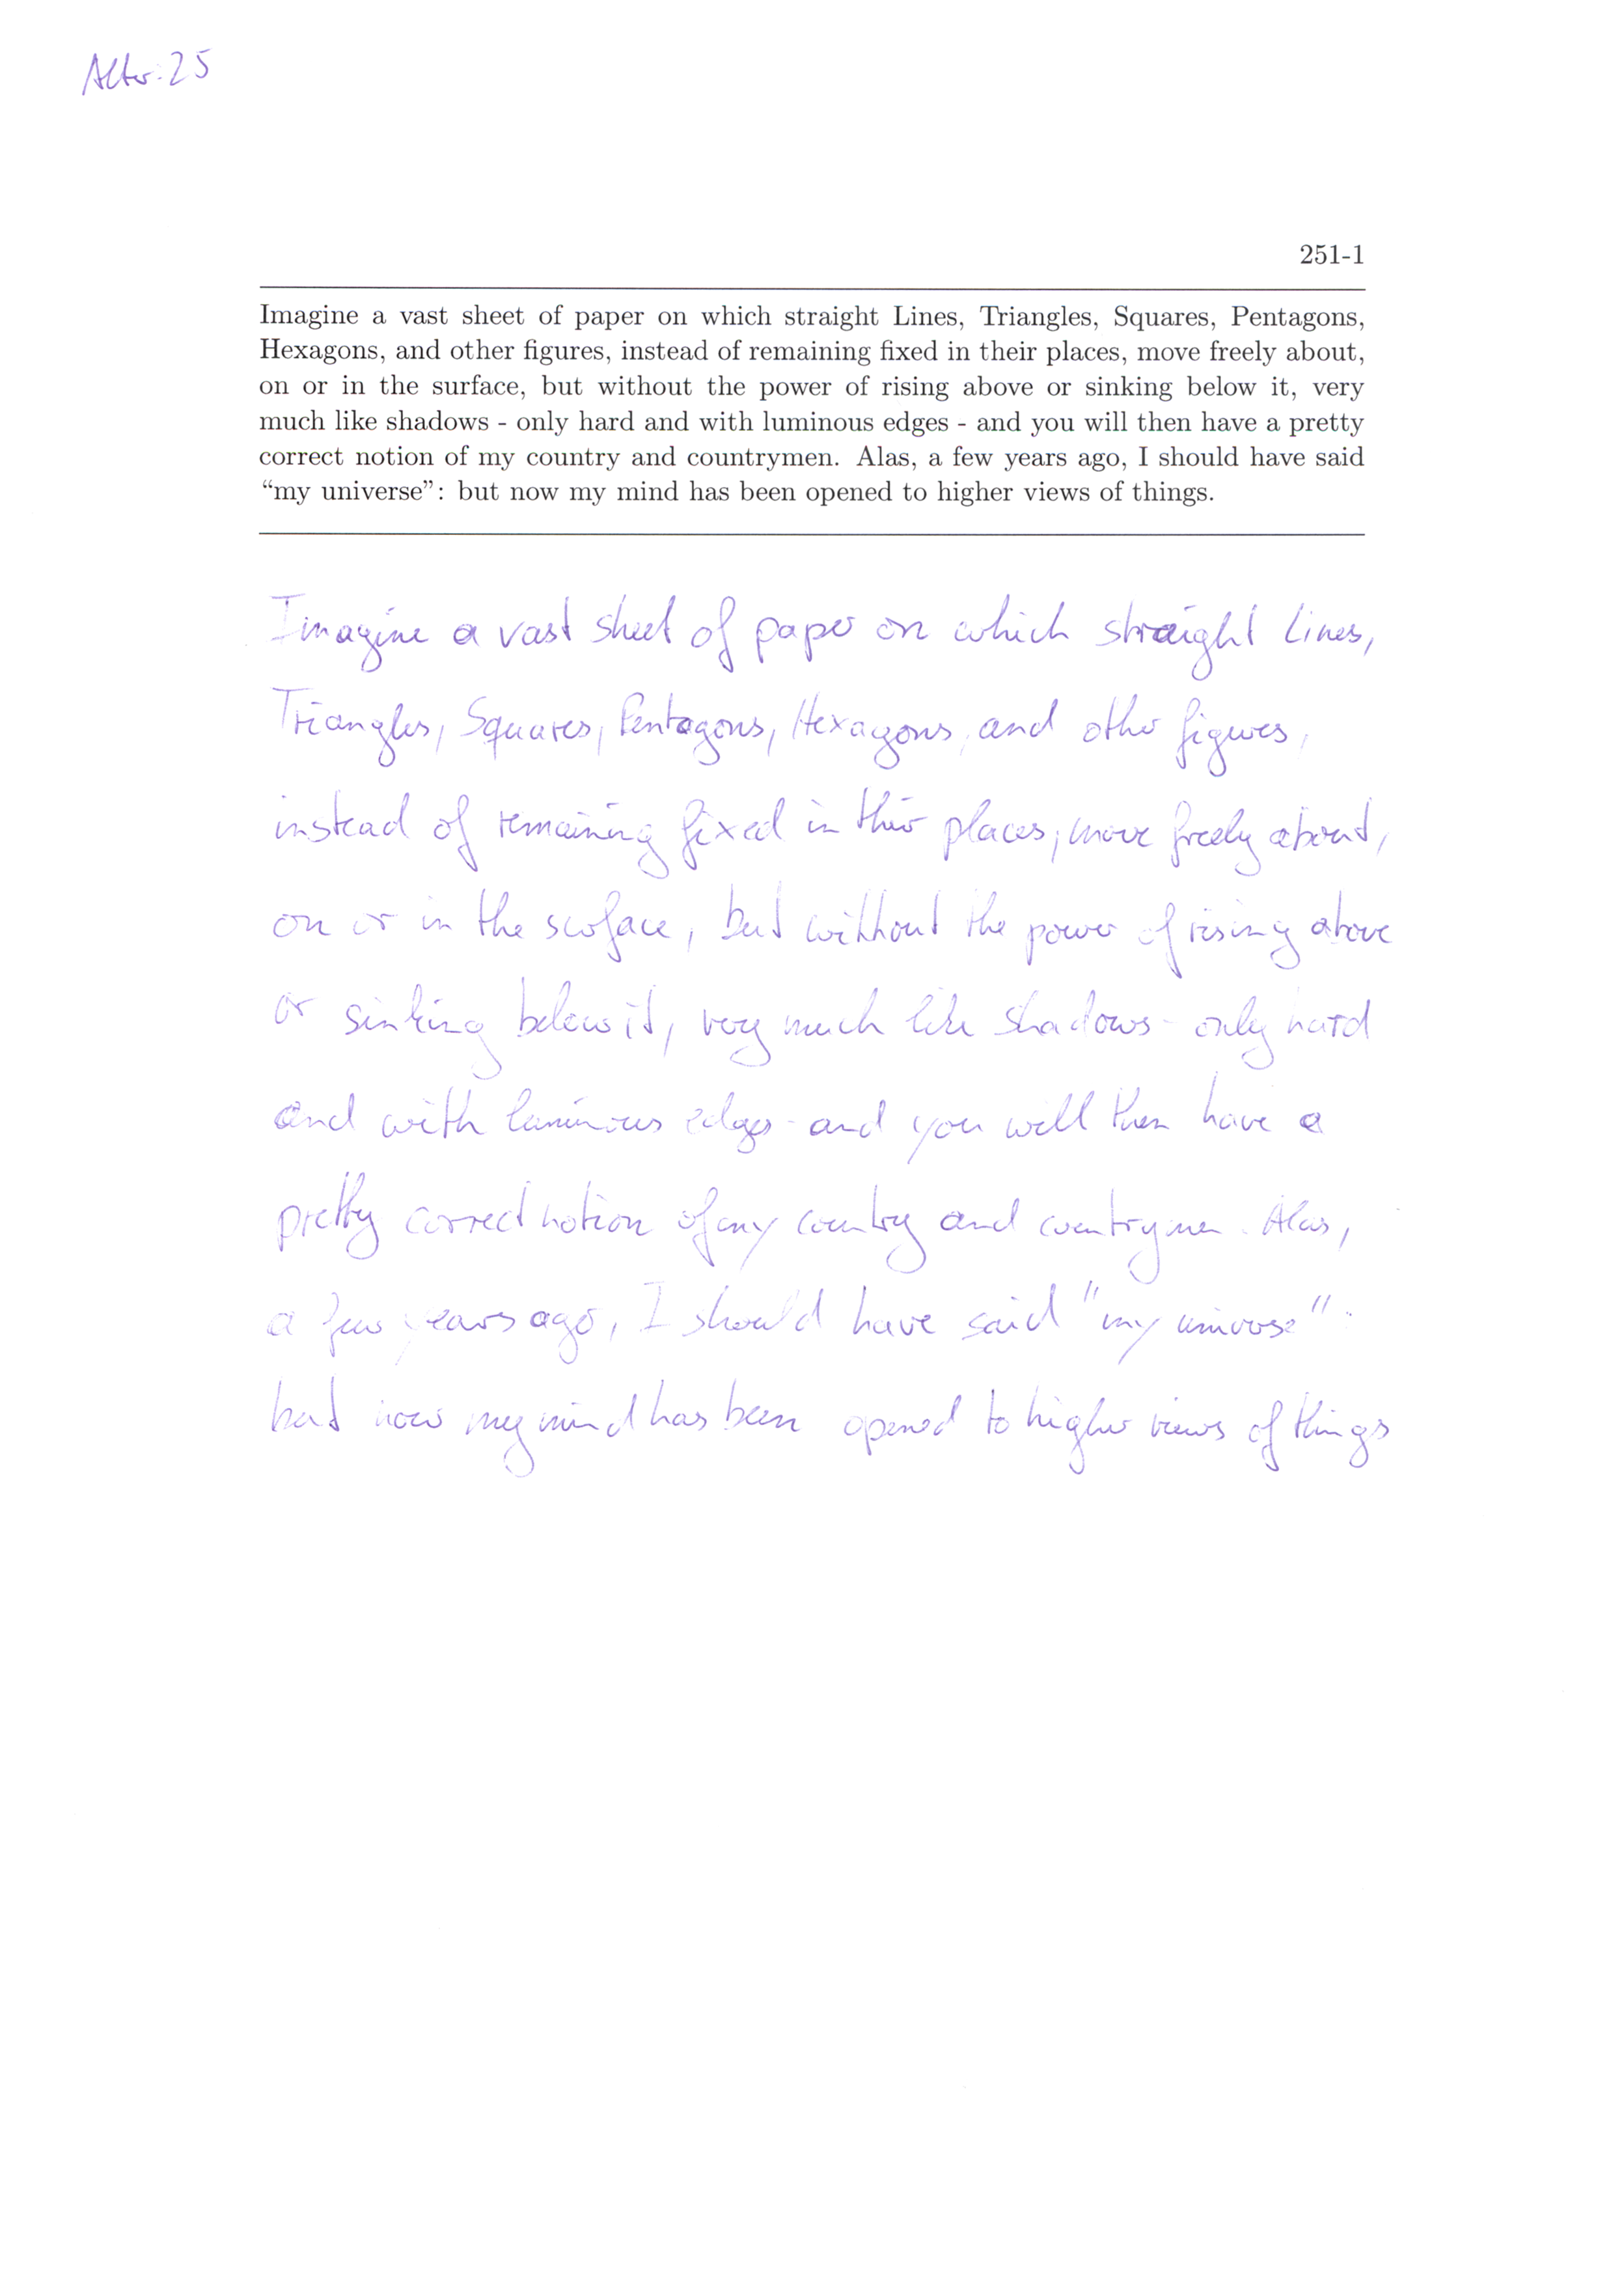 Alter: 25
251-1
Imagine a vast sheet of paper on which straight Lines, Triangles, Squares, Pentagons,
Hexagons, and other figures, instead of remaining fixed in their places, move freely about,
on or in the surface, but without the power of rising above or sinking below it, very
much like shadows - only hard and with luminous edges - and you will then have a pretty
correct notion of my country and countrymen. Alas, a few years ago, I should have said
“my universe”: but now my mind has been opened to higher views of things.
Imagine a vast sheet of paper on which straight Lines,
Triangles, Squares, Pentagons, Hexagons, and other figures,
instead of remaining fixed in their places, move freely about,
on or in the surface, but without the power of rising above
or sinking below it, very much like shadows - only hard
and with luminous edges - and you will then have a
pretty correct notion of my country and countrymen. Alas,
a few years ago, I should have said "my universe":
but now my mind has been opened to higher views of things